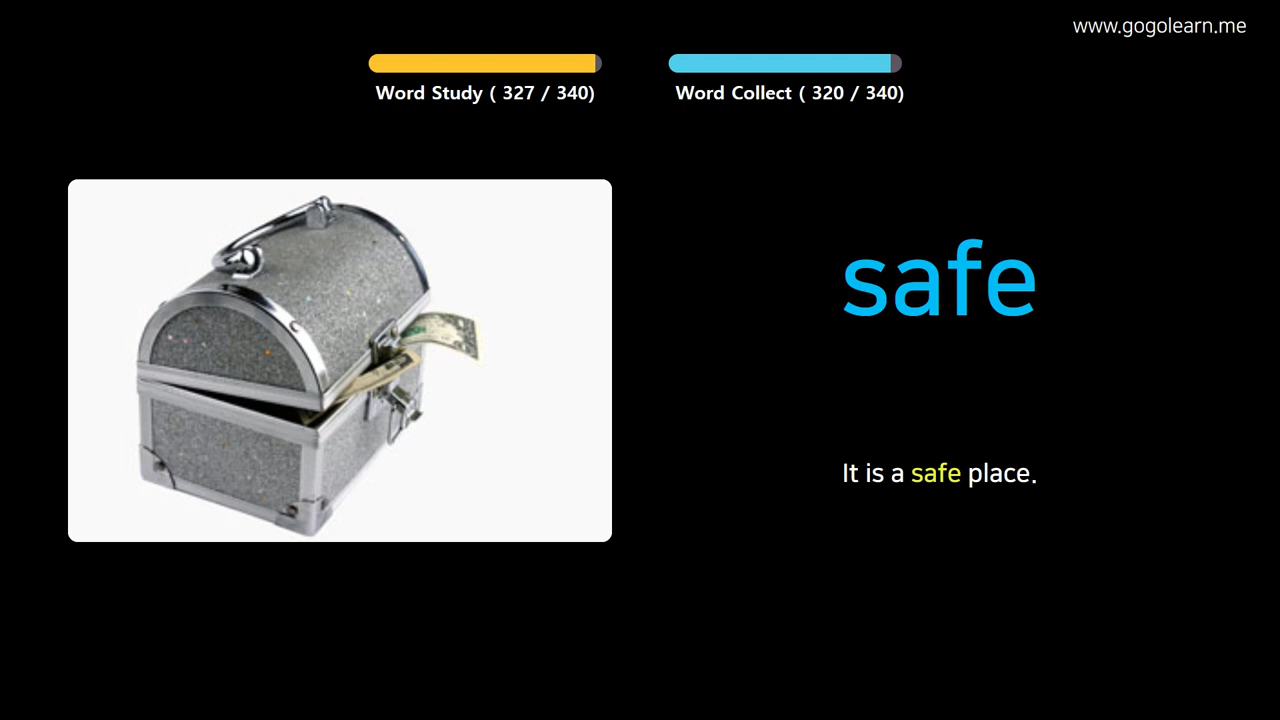 www.gogolearn.me
Word Study ( 327 / 340)
Word Collect ( 320 / 340)
safe
It is a safe place.